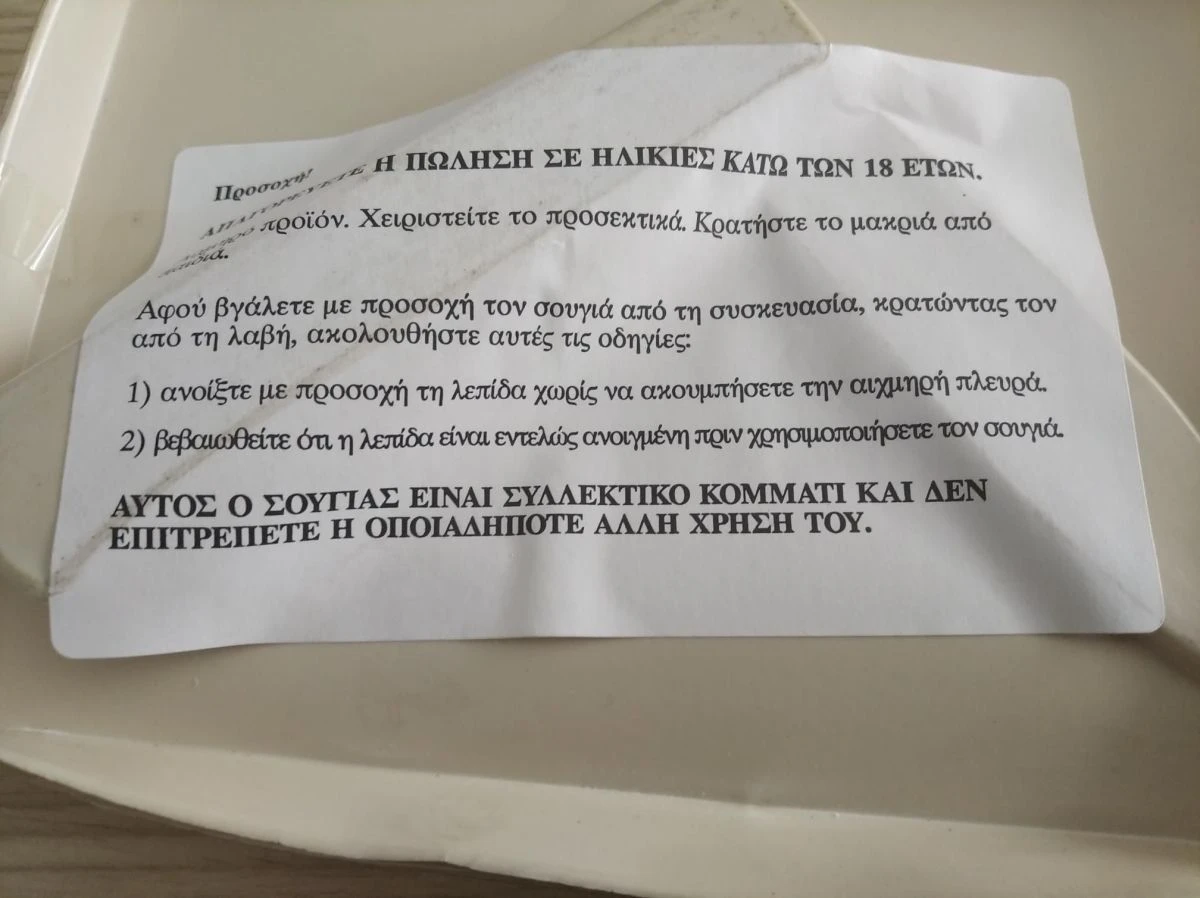 Προσοχή!
ΑΠΑΓΟΡΕΥΕΤΕ Η ΠΩΛΗΣΗ ΣΕ ΗΛΙΚΙΕΣ ΚΑΤΩ ΤΩΝ 18 ΕΤΩΝ.
προϊόν. Χειριστείτε το προσεκτικά. Κρατήστε το μακριά από
παιδιά.
Αφού βγάλετε με προσοχή τον σουγιά από τη συσκευασία, κρατώντας τον
από τη λαβή, ακολουθήστε αυτές τις οδηγίες:
1) ανοίξτε με προσοχή τη λεπίδα χωρίς να ακουμπήσετε την αιχμηρή πλευρά.
2) βεβαιωθείτε ότι η λεπίδα είναι εντελώς ανοιγμένη πριν χρησιμοποιήσετε τον σουγιά.
ΑΥΤΟΣ Ο ΣΟΥΓΙΑΣ ΕΙΝΑΙ ΣΥΛΛΕΚΤΙΚΟ ΚΟΜΜΑΤΙ ΚΑΙ ΔΕΝ
ΕΠΙΤΡΕΠΕΤΕ Η ΟΠΟΙΑΔΗΠΟΤΕ ΑΛΛΗ ΧΡΗΣΗ ΤΟΥ.